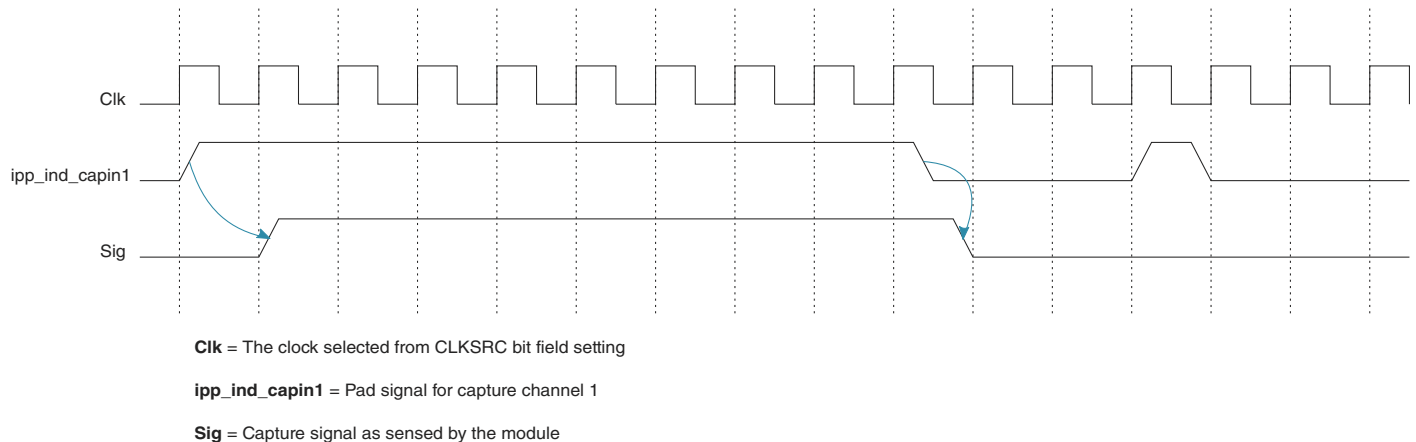 Clk
ipp_ind_capin1
Sig
Clk = The clock selected from CLKSRC bit field setting
ipp_ind_capin1 = Pad signal for capture channel 1
Sig = Capture signal as sensed by the module